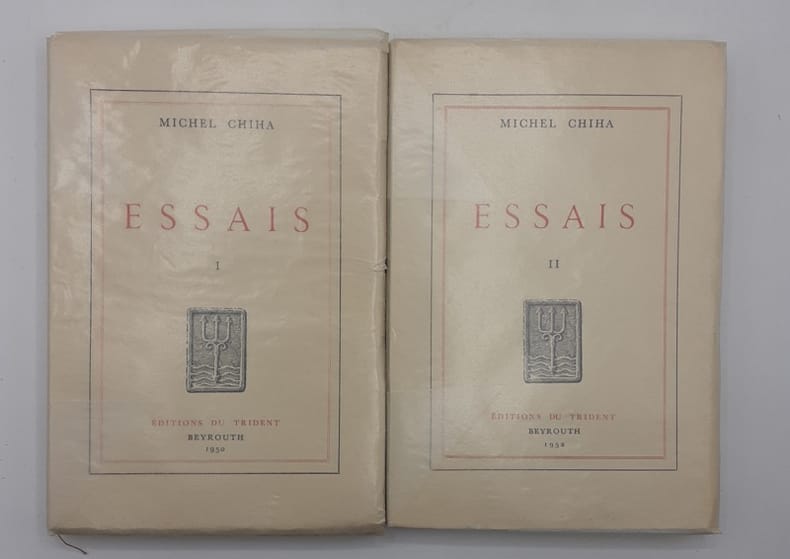 MICHEL CHIHA
ESSAIS
I
ÉDITIONS DU TRIDENT
BEYROUTH
1950
MICHEL CHIHA
ESSAIS
II
ÉDITIONS DU TRIDENT
BEYROUTH
1952